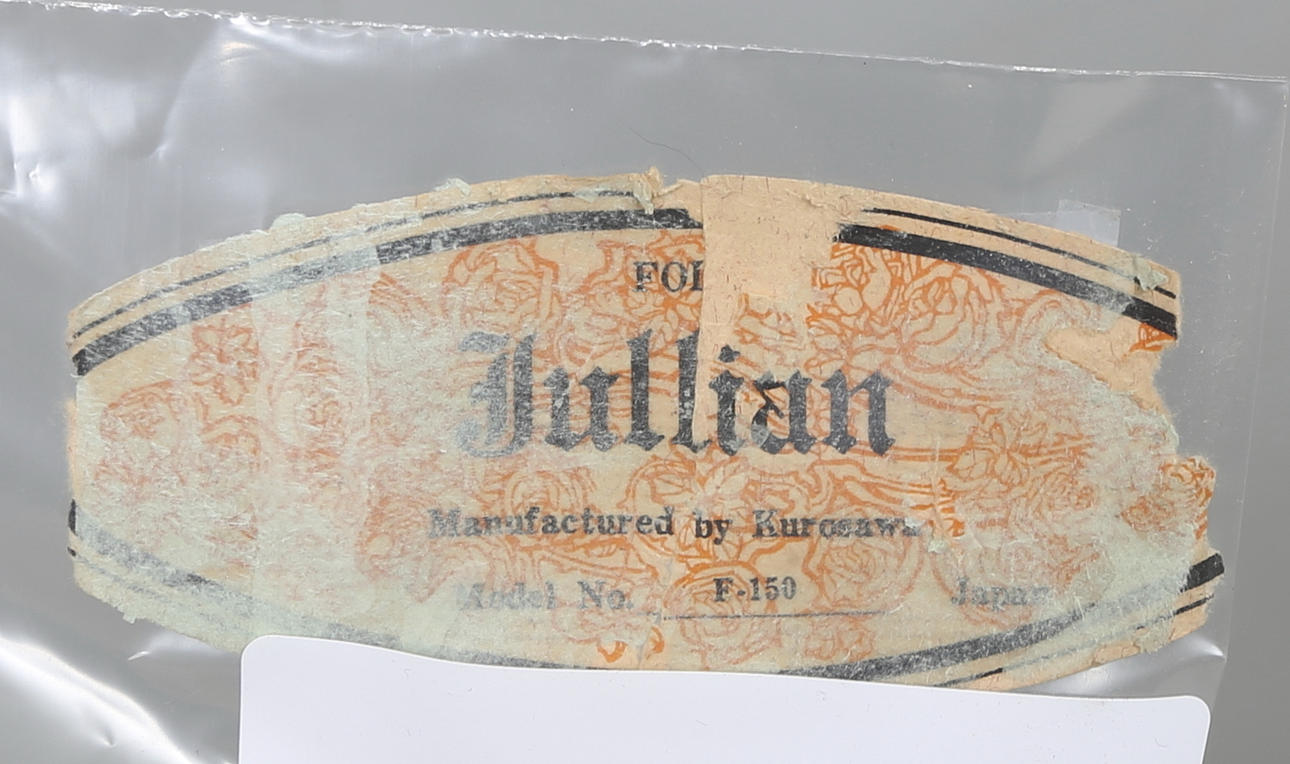 FOL
Jullian
Manufactured by Kurosawa
Model No. F-150 Japan